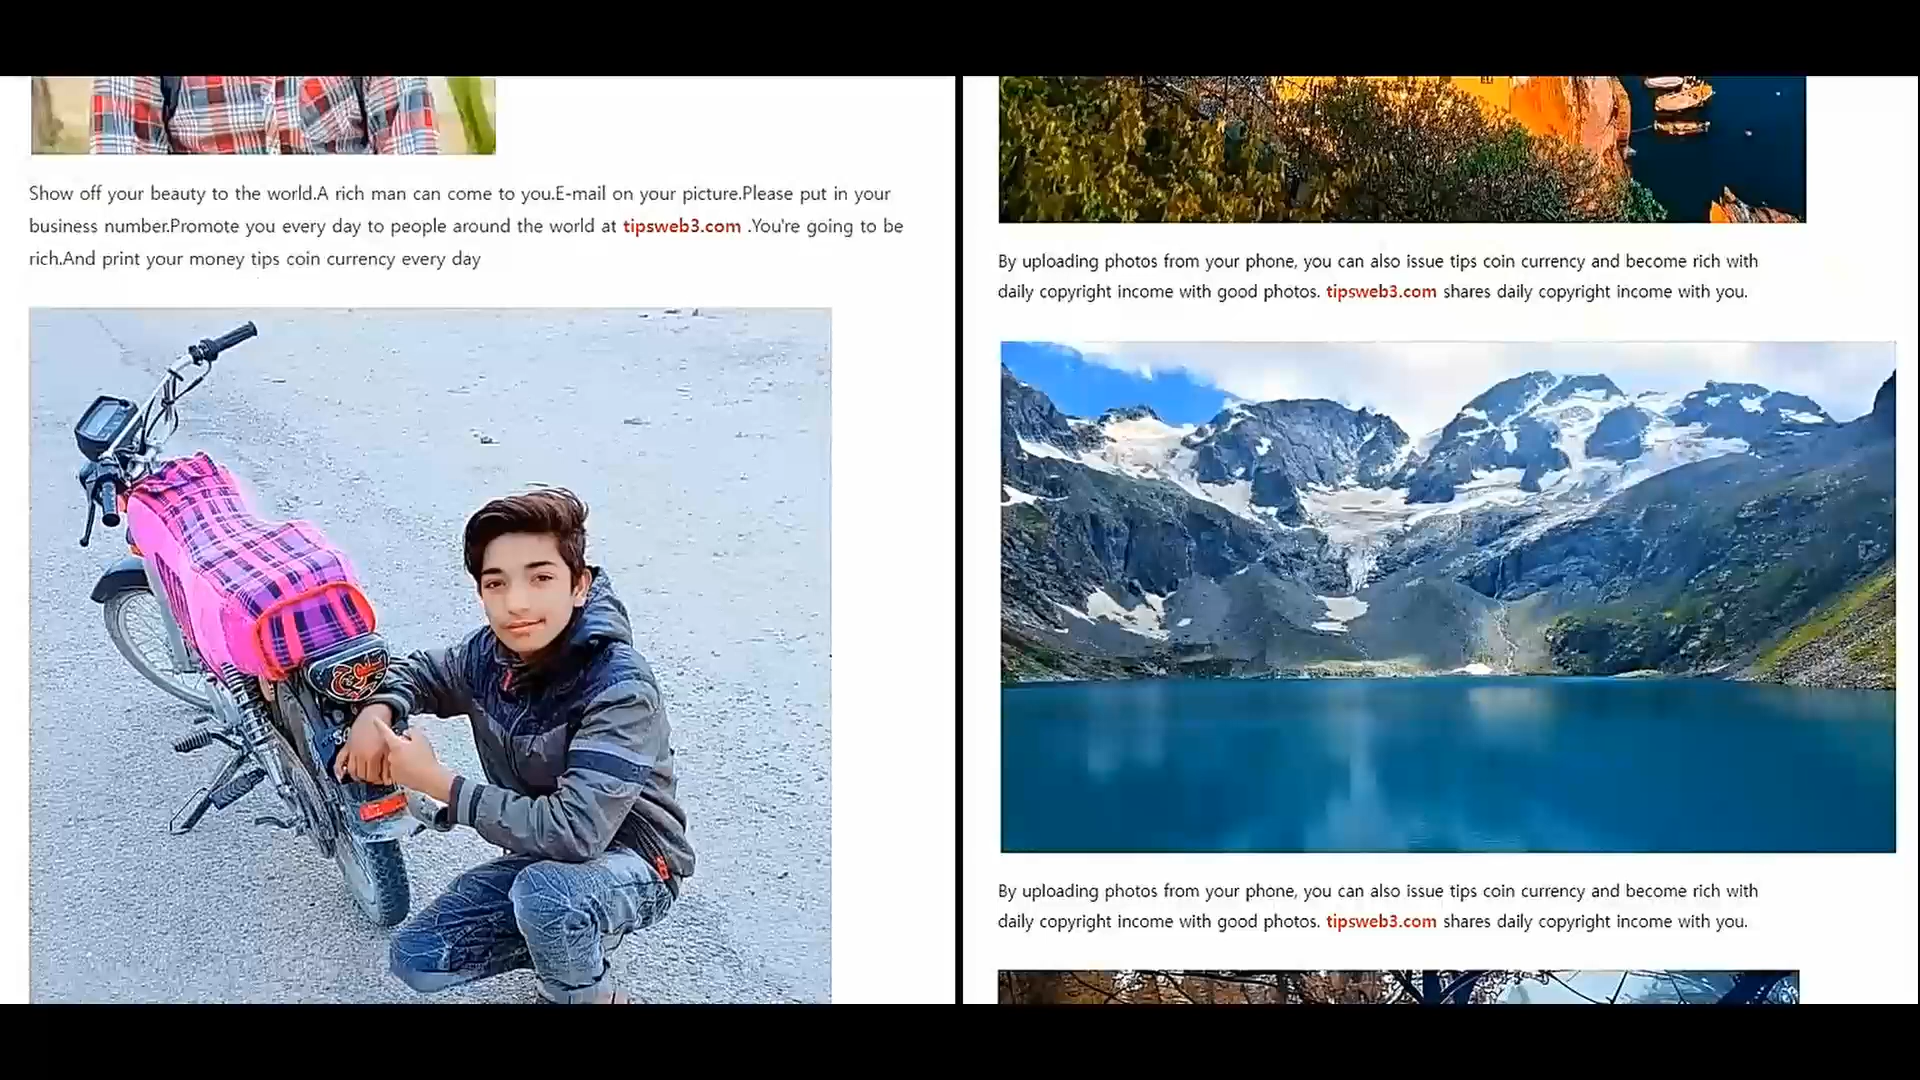 Show off your beauty to the world.A rich man can come to you.E-mail on your picture.Please put in your
business number.Promote you every day to people around the world at tipsweb3.com .You're going to be
rich.And print your money tips coin currency every day
By uploading photos from your phone, you can also issue tips coin currency and become rich with
daily copyright income with good photos. tipsweb3.com shares daily copyright income with you.
By uploading photos from your phone, you can also issue tips coin currency and become rich with
daily copyright income with good photos. tipsweb3.com shares daily copyright income with you.